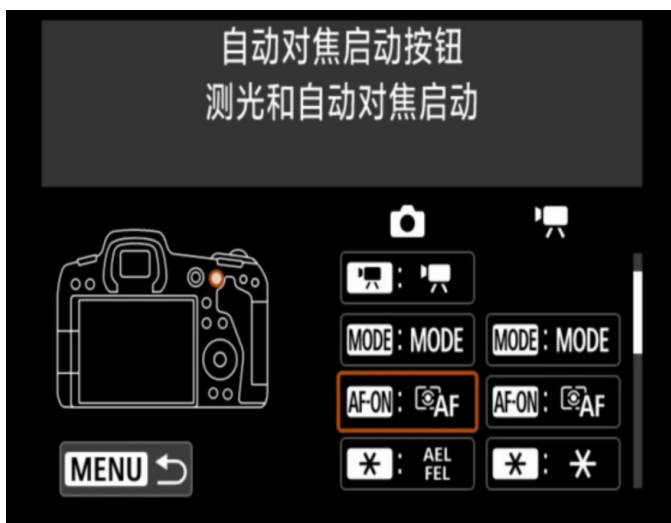 自动对焦启动按钮
测光和自动对焦启动
: 
MODE: MODE MODE: MODE
AF-ON: AF AF-ON: AF
: AEL FEL :
MENU